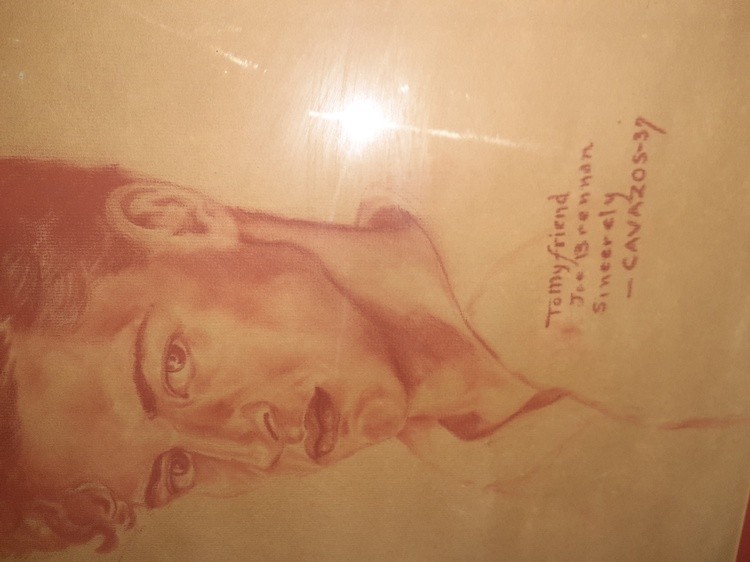 To My friend
Joe Brennan
Sincerely
— CAVAZOS-37